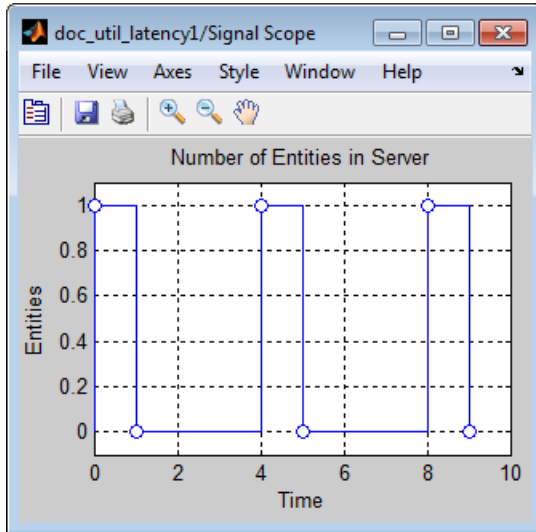 doc_util_latency1/Signal Scope
File View Axes Style Window Help
Number of Entities in Server
1
0.8
0.6
0.4
0.2
0
Entities
0 2 4 6 8 10
Time